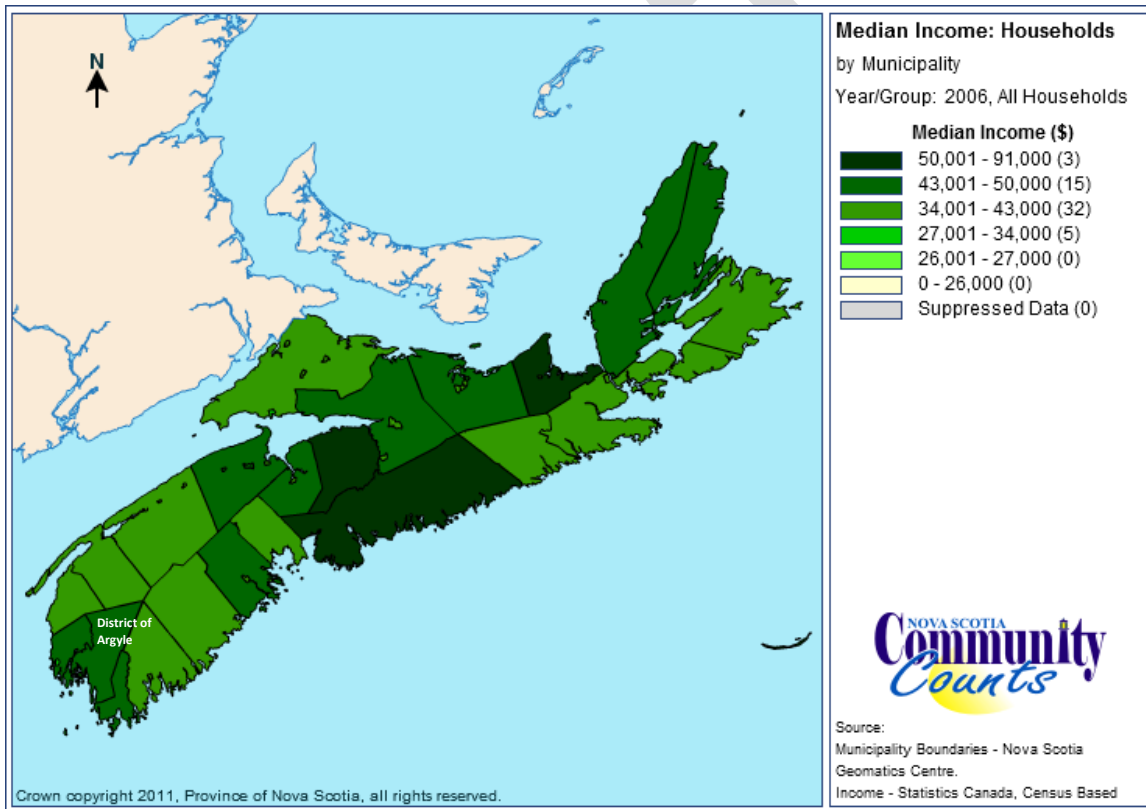 N
District of
Argyle
Crown copyright 2011, Province of Nova Scotia, all rights reserved.
Median Income: Households
by Municipality
Year/Group: 2006, All Households
Median Income ($)
50,001 - 91,000 (3)
43,001 - 50,000 (15)
34,001 - 43,000 (32)
27,001 - 34,000 (5)
26,001 - 27,000 (0)
0 - 26,000 (0)
Suppressed Data (0)
NOVA SCOTIA
Community
Counts
Source:
Municipality Boundaries - Nova Scotia
Geomatics Centre.
Income - Statistics Canada, Census Based